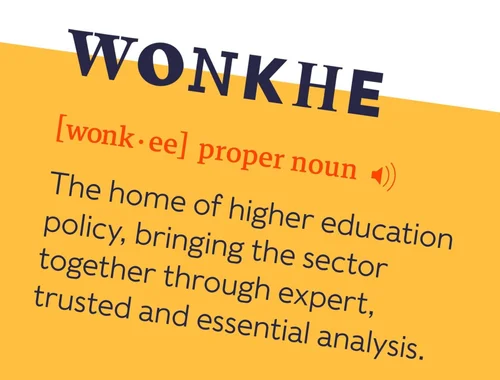 WONKHE
[wonk·ee] proper noun
The home of higher education
policy, bringing the sector
together through expert,
trusted and essential analysis.